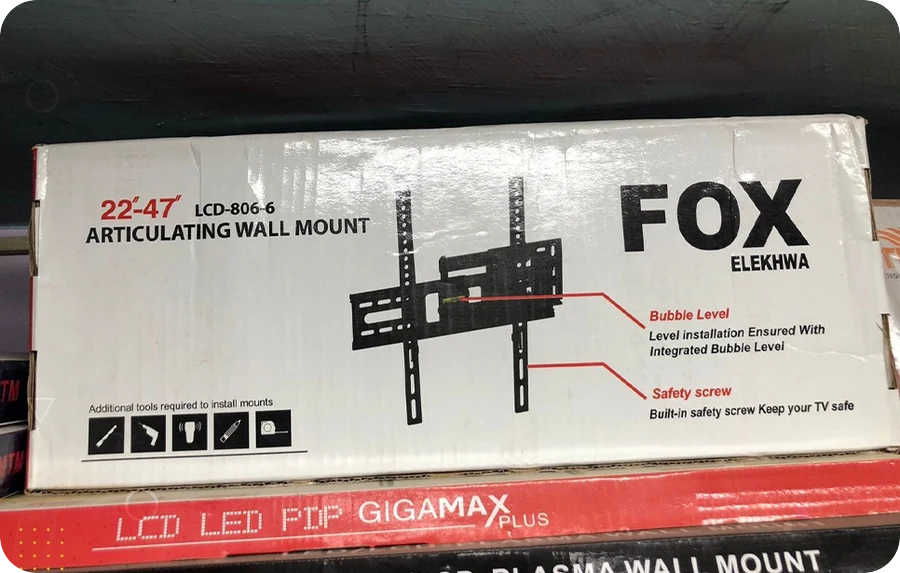 22"-47" LCD-806-6
ARTICULATING WALL MOUNT
FOX
ELEKHWA
Bubble Level
Level installation Ensured With
Integrated Bubble Level
Safety screw
Built-in safety screw Keep your TV safe
Additional tools required to install mounts
LCD LED PDP GIGAMAX PLUS
PLASMA WALL MOUNT
TM